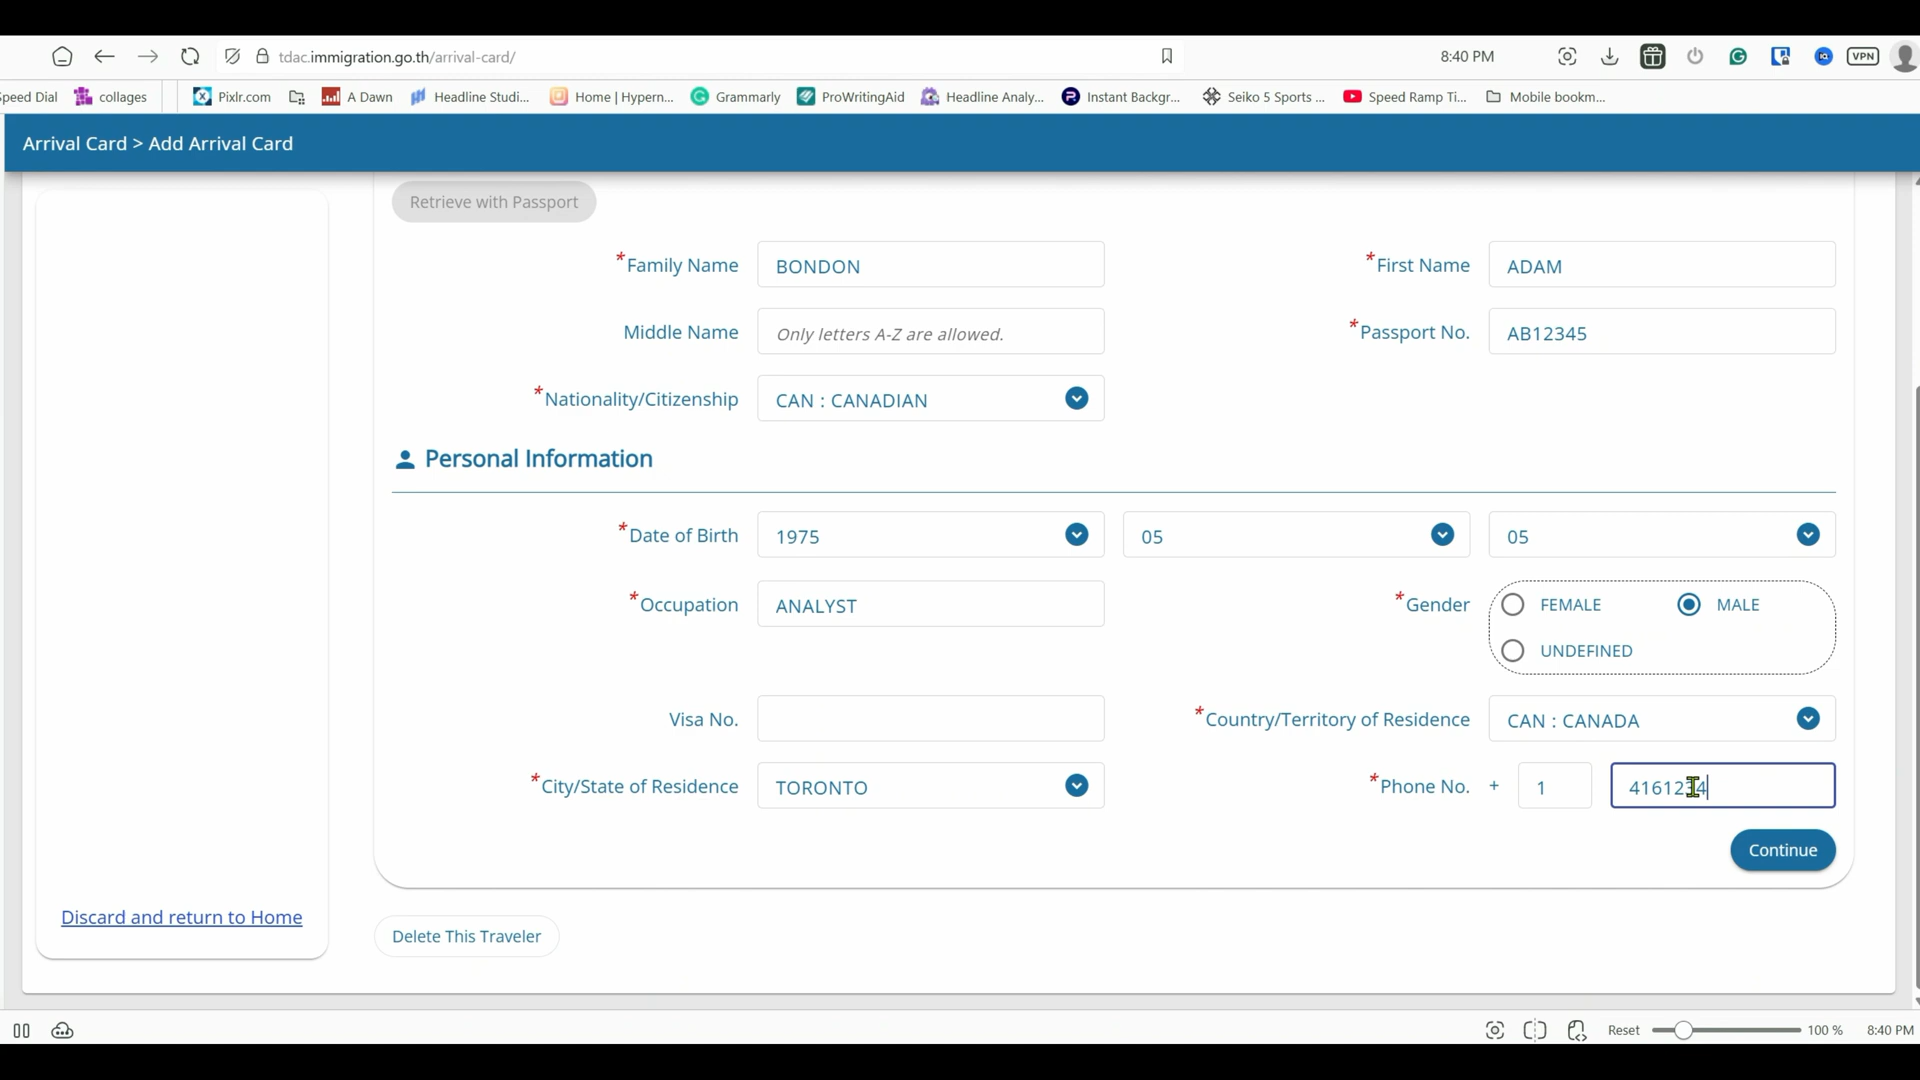 tdac.immigration.go.th/arrival-card/
8:40 PM
VPN
Speed Dial
collages
Pixlr.com
A Dawn
Headline Studi...
Home | Hypern...
Grammarly
ProWritingAid
Headline Analy...
Instant Backgr...
Seiko 5 Sports ...
Speed Ramp Ti...
Mobile bookm...
Arrival Card > Add Arrival Card
Retrieve with Passport
*Family Name BONDON
*First Name ADAM
Middle Name Only letters A-Z are allowed.
*Passport No. AB12345
*Nationality/Citizenship CAN : CANADIAN
Personal Information
*Date of Birth 1975 05 05
*Occupation ANALYST
*Gender FEMALE MALE
UNDEFINED
Visa No.
*Country/Territory of Residence CAN : CANADA
*City/State of Residence TORONTO
*Phone No. + 1 4161234
Continue
Discard and return to Home
Delete This Traveler
Reset 100 % 8:40 PM